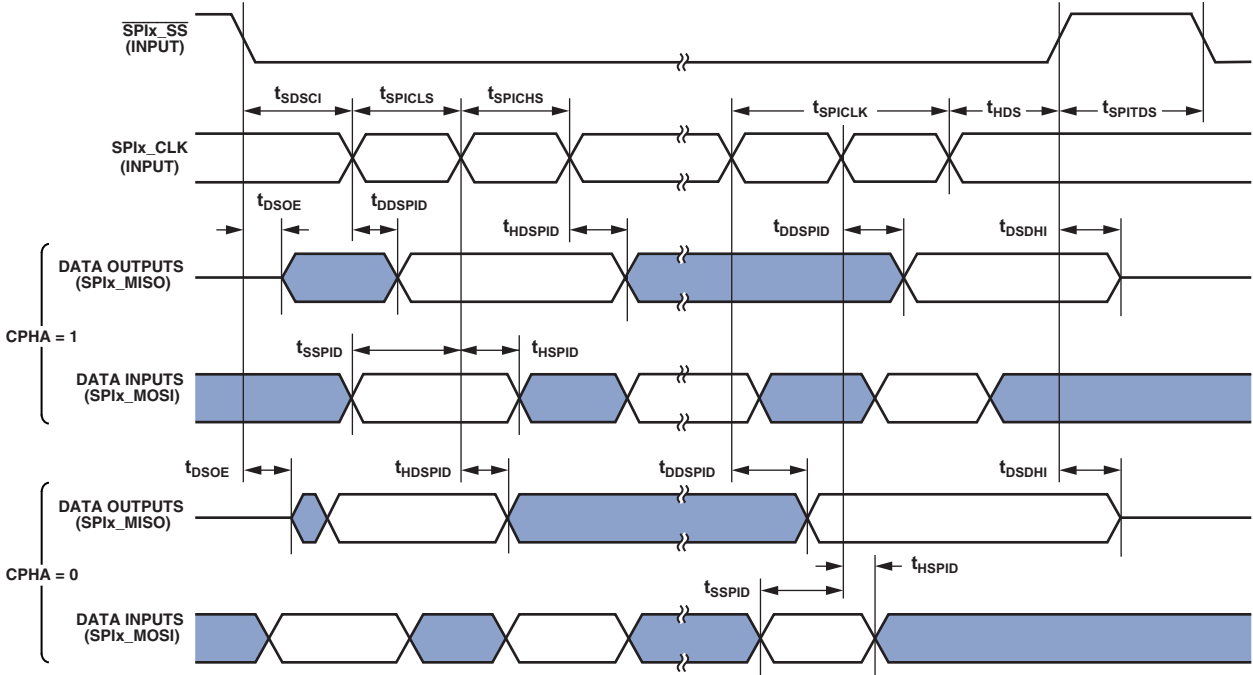 SPIx_SS
(INPUT)
tSDSCI
tSPICLS
tSPICHS
tSPICLK
tHDS
tSPITDS
SPIx_CLK
(INPUT)
tDSOE
tDDSPID
tHDSPID
tDDSPID
tDSDHI
DATA OUTPUTS
(SPIx_MISO)
CPHA = 1
tSSPID
tHSPID
DATA INPUTS
(SPIx_MOSI)
tDSOE
tHDSPID
tDDSPID
tDSDHI
DATA OUTPUTS
(SPIx_MISO)
CPHA = 0
tSSPID
tHSPID
DATA INPUTS
(SPIx_MOSI)